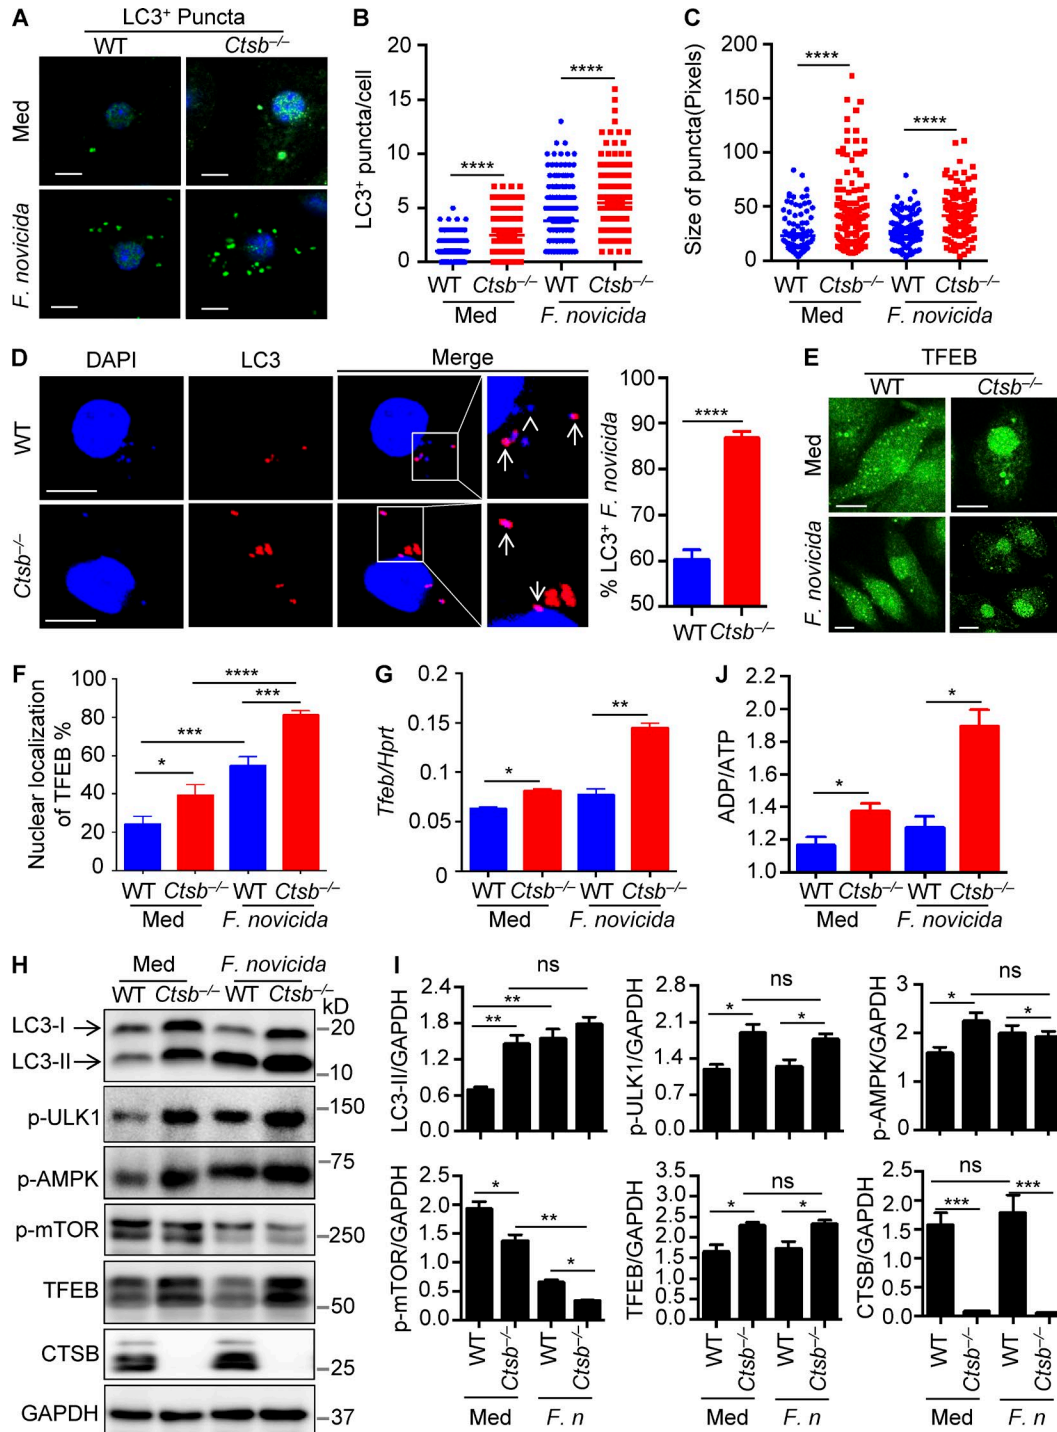 A
LC3+ Puncta
WT
Ctsb–/–
Med
F. novicida
B
LC3+ puncta/cell
20
15
10
5
0
****
****
WT Ctsb–/– WT Ctsb–/–
Med
F. novicida
C
Size of puncta(Pixels)
200
150
100
50
0
****
****
WT Ctsb–/– WT Ctsb–/–
Med
F. novicida
D
DAPI
LC3
Merge
WT
Ctsb–/–
% LC3+ F. novicida
100
90
80
70
60
50
****
WT Ctsb–/–
E
TFEB
WT
Ctsb–/–
Med
F. novicida
F
Nuclear localization
of TFEB %
100
80
60
40
20
0
****
***
***
*
WT Ctsb–/– WT Ctsb–/–
Med
F. novicida
G
Tfeb/Hprt
0.2
0.15
0.1
0.05
0
*
**
WT Ctsb–/– WT Ctsb–/–
Med
F. novicida
J
ADP/ATP
2.2
2.0
1.8
1.6
1.4
1.2
1.0
*
*
WT Ctsb–/– WT Ctsb–/–
Med
F. novicida
H
Med
F. novicida
WT Ctsb–/– WT Ctsb–/–
kD
LC3-I
20
LC3-II
10
p-ULK1
150
p-AMPK
75
p-mTOR
250
TFEB
50
CTSB
25
GAPDH
37
I
LC3-II/GAPDH
2.4
1.8
1.2
0.6
0.0
ns
**
**
p-ULK1/GAPDH
2.8
2.1
1.4
0.7
0.0
ns
*
*
p-AMPK/GAPDH
3
2
1
0
ns
*
*
p-mTOR/GAPDH
2.5
2.0
1.5
1.0
0.5
0.0
*
**
*
WT
Ctsb–/–
WT
Ctsb–/–
Med
F. n
TFEB/GAPDH
3.5
3.0
2.5
2.0
1.5
1.0
0.5
0.0
ns
*
*
WT
Ctsb–/–
WT
Ctsb–/–
Med
F. n
CTSB/GAPDH
2.5
2.0
1.5
1.0
0.5
0.0
ns
***
***
WT
Ctsb–/–
WT
Ctsb–/–
Med
F. n